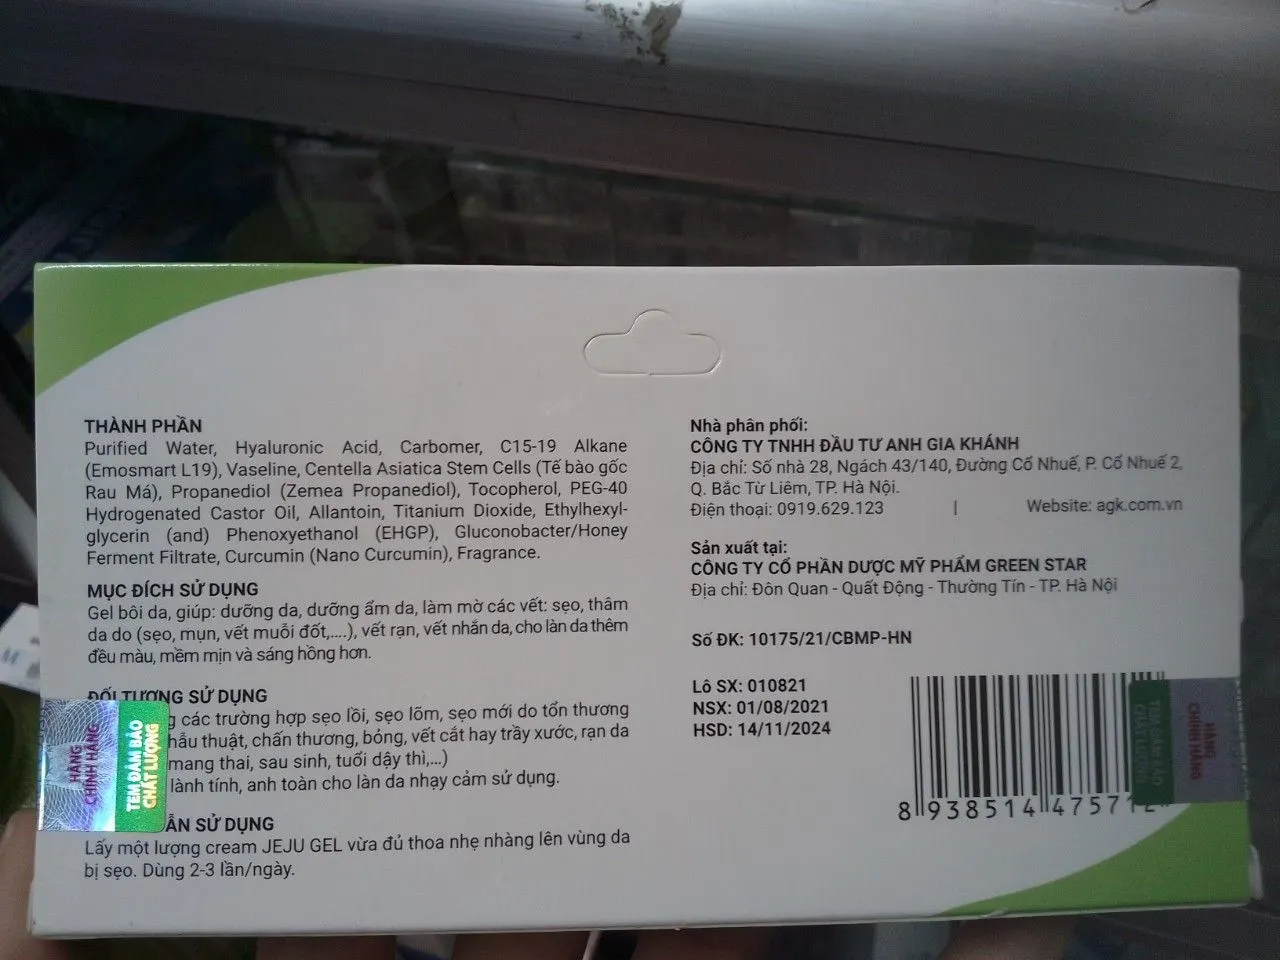 THÀNH PHẦN
Purified Water, Hyaluronic Acid, Carbomer, C15-19 Alkane
(Emosmart L19), Vaseline, Centella Asiatica Stem Cells (Tế bào gốc
Rau Má), Propanediol (Zemea Propanediol), Tocopherol, PEG-40
Hydrogenated Castor Oil, Allantoin, Titanium Dioxide, Ethylhexyl-
glycerin (and) Phenoxyethanol (EHGP), Gluconobacter/Honey
Ferment Filtrate, Curcumin (Nano Curcumin), Fragrance.
MỤC ĐÍCH SỬ DỤNG
Gel bôi da, giúp: dưỡng da, dưỡng ẩm da, làm mờ các vết: sẹo, thâm
da do (sẹo, mụn, vết muỗi đốt,....), vết rạn, vết nhăn da, cho làn da thêm
đều màu, mềm mịn và sáng hồng hơn.
ĐỐI TƯỢNG SỬ DỤNG
các trường hợp sẹo lồi, sẹo lõm, sẹo mới do tổn thương
hẫu thuật, chấn thương, bỏng, vết cắt hay trầy xước, rạn da
mang thai, sau sinh, tuổi dậy thì,...)
lành tính, anh toàn cho làn da nhạy cảm sử dụng.
ẪN SỬ DỤNG
Lấy một lượng cream JEJU GEL vừa đủ thoa nhẹ nhàng lên vùng da
bị sẹo. Dùng 2-3 lần/ngày.
HÀNG
CHÍNH HÃNG
TEM ĐẢM BẢO
CHẤT LƯỢNG
Nhà phân phối:
CÔNG TY TNHH ĐẦU TƯ ANH GIA KHÁNH
Địa chỉ: Số nhà 28, Ngách 43/140, Đường Cổ Nhuế, P. Cổ Nhuế 2,
Q. Bắc Từ Liêm, TP. Hà Nội.
Điện thoại: 0919.629.123 | Website: agk.com.vn
Sản xuất tại:
CÔNG TY CỔ PHẦN DƯỢC MỸ PHẨM GREEN STAR
Địa chỉ: Đôn Quan - Quất Động - Thường Tín - TP. Hà Nội
Số ĐK: 10175/21/CBMP-HN
Lô SX: 010821
NSX: 01/08/2021
HSD: 14/11/2024
8 938514 47571
TEM ĐẢM BẢO
CHẤT LƯỢNG
HÀNG
CHÍNH HÃNG